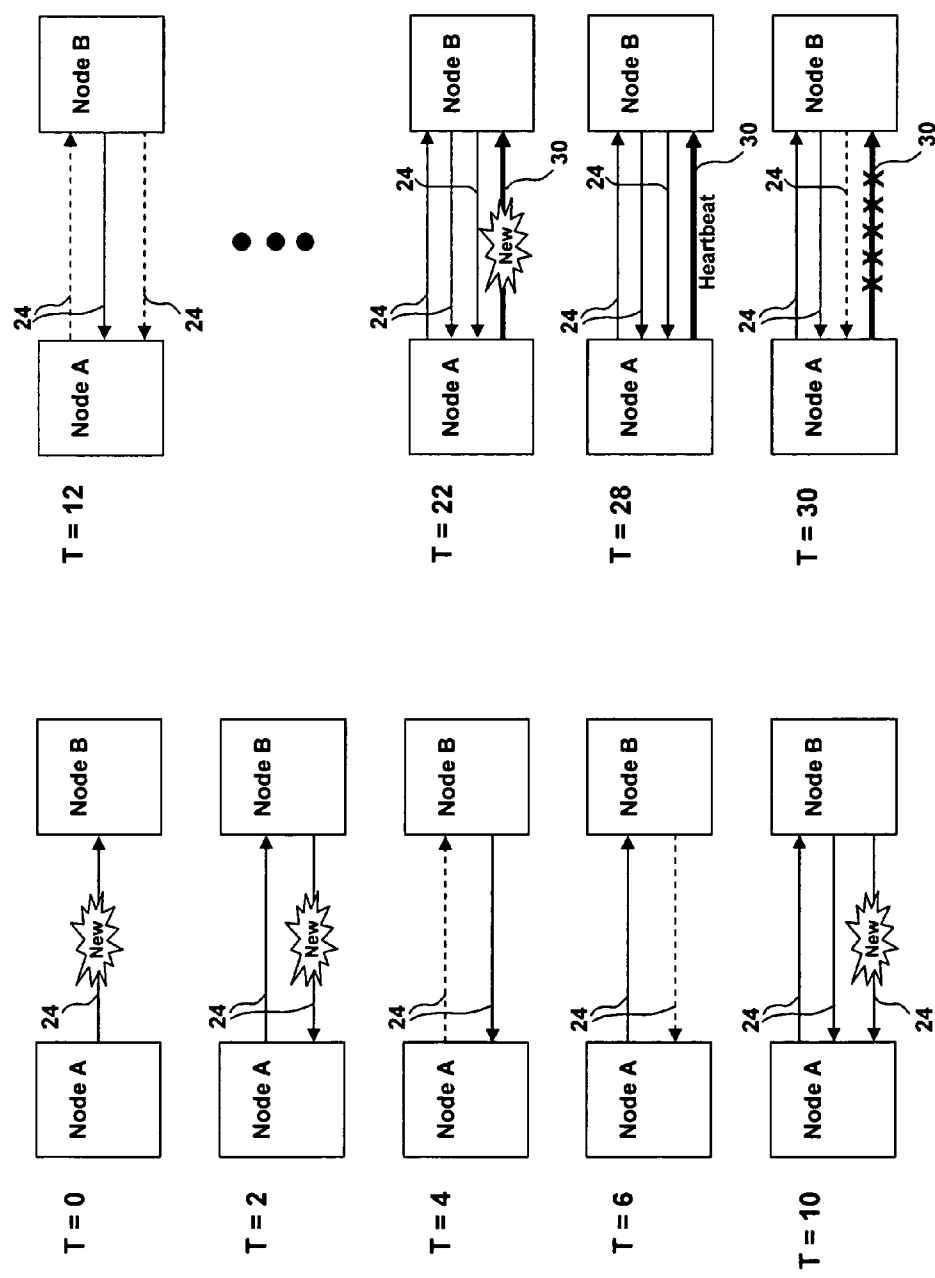 T = 0
Node A
24
New
Node B
T = 2
Node A
24
New
Node B
T = 4
Node A
24
Node B
T = 6
Node A
24
Node B
T = 10
Node A
24
24
New
Node B
T = 12
Node A
24
24
Node B
T = 22
Node A
24
New
24
30
Node B
T = 28
Node A
24
24
Heartbeat
30
Node B
T = 30
Node A
24
24
XXXXX
30
Node B